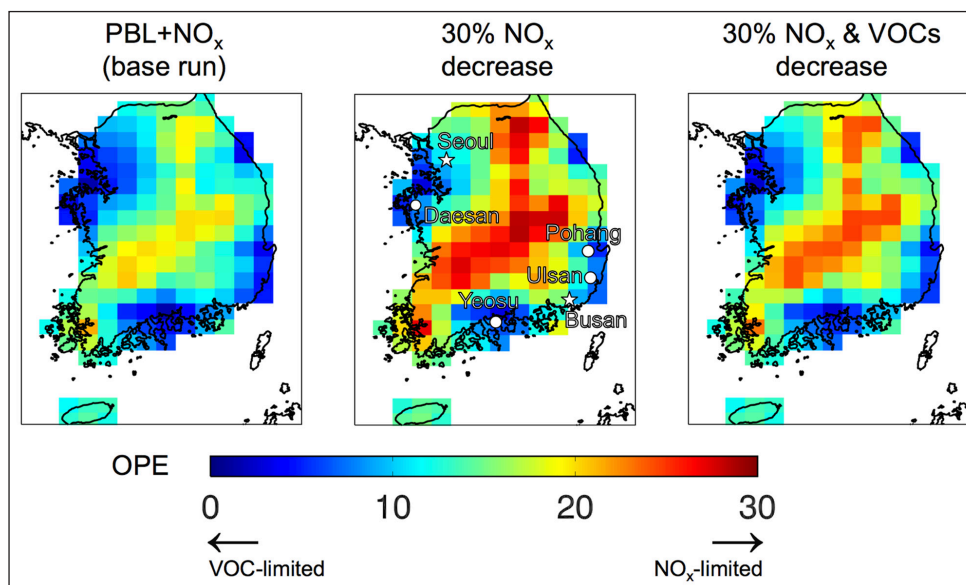 PBL+NOx
(base run)
30% NOx
decrease
30% NOx & VOCs
decrease
Seoul
Daesan
Pohang
Ulsan
Yeosu
Busan
OPE
0
10
20
30
VOC-limited
NOx-limited